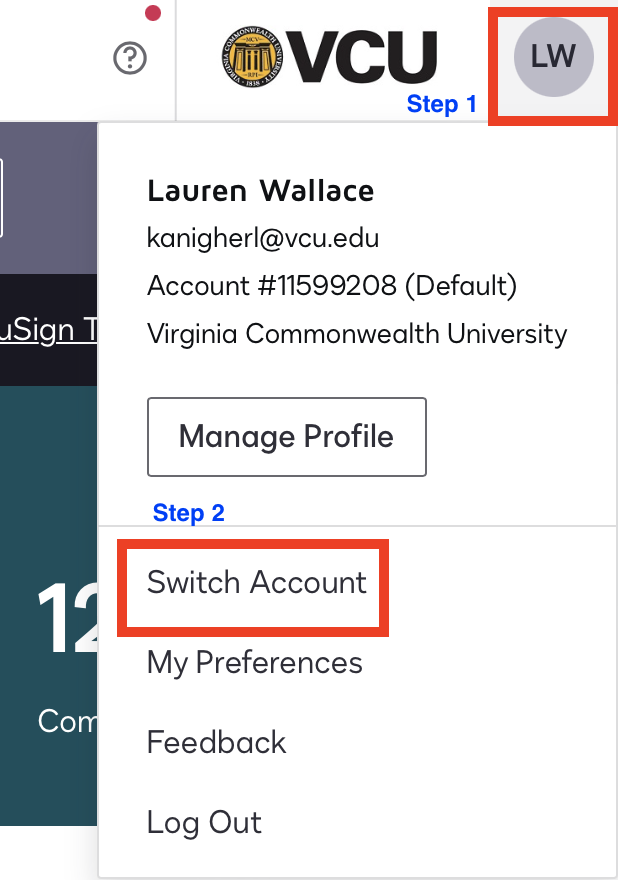 ?
VCU
LW
Step 1
Lauren Wallace
kanigherl@vcu.edu
Account #11599208 (Default)
uSign T
Virginia Commonwealth University
Manage Profile
Step 2
Switch Account
12
My Preferences
Com
Feedback
Log Out